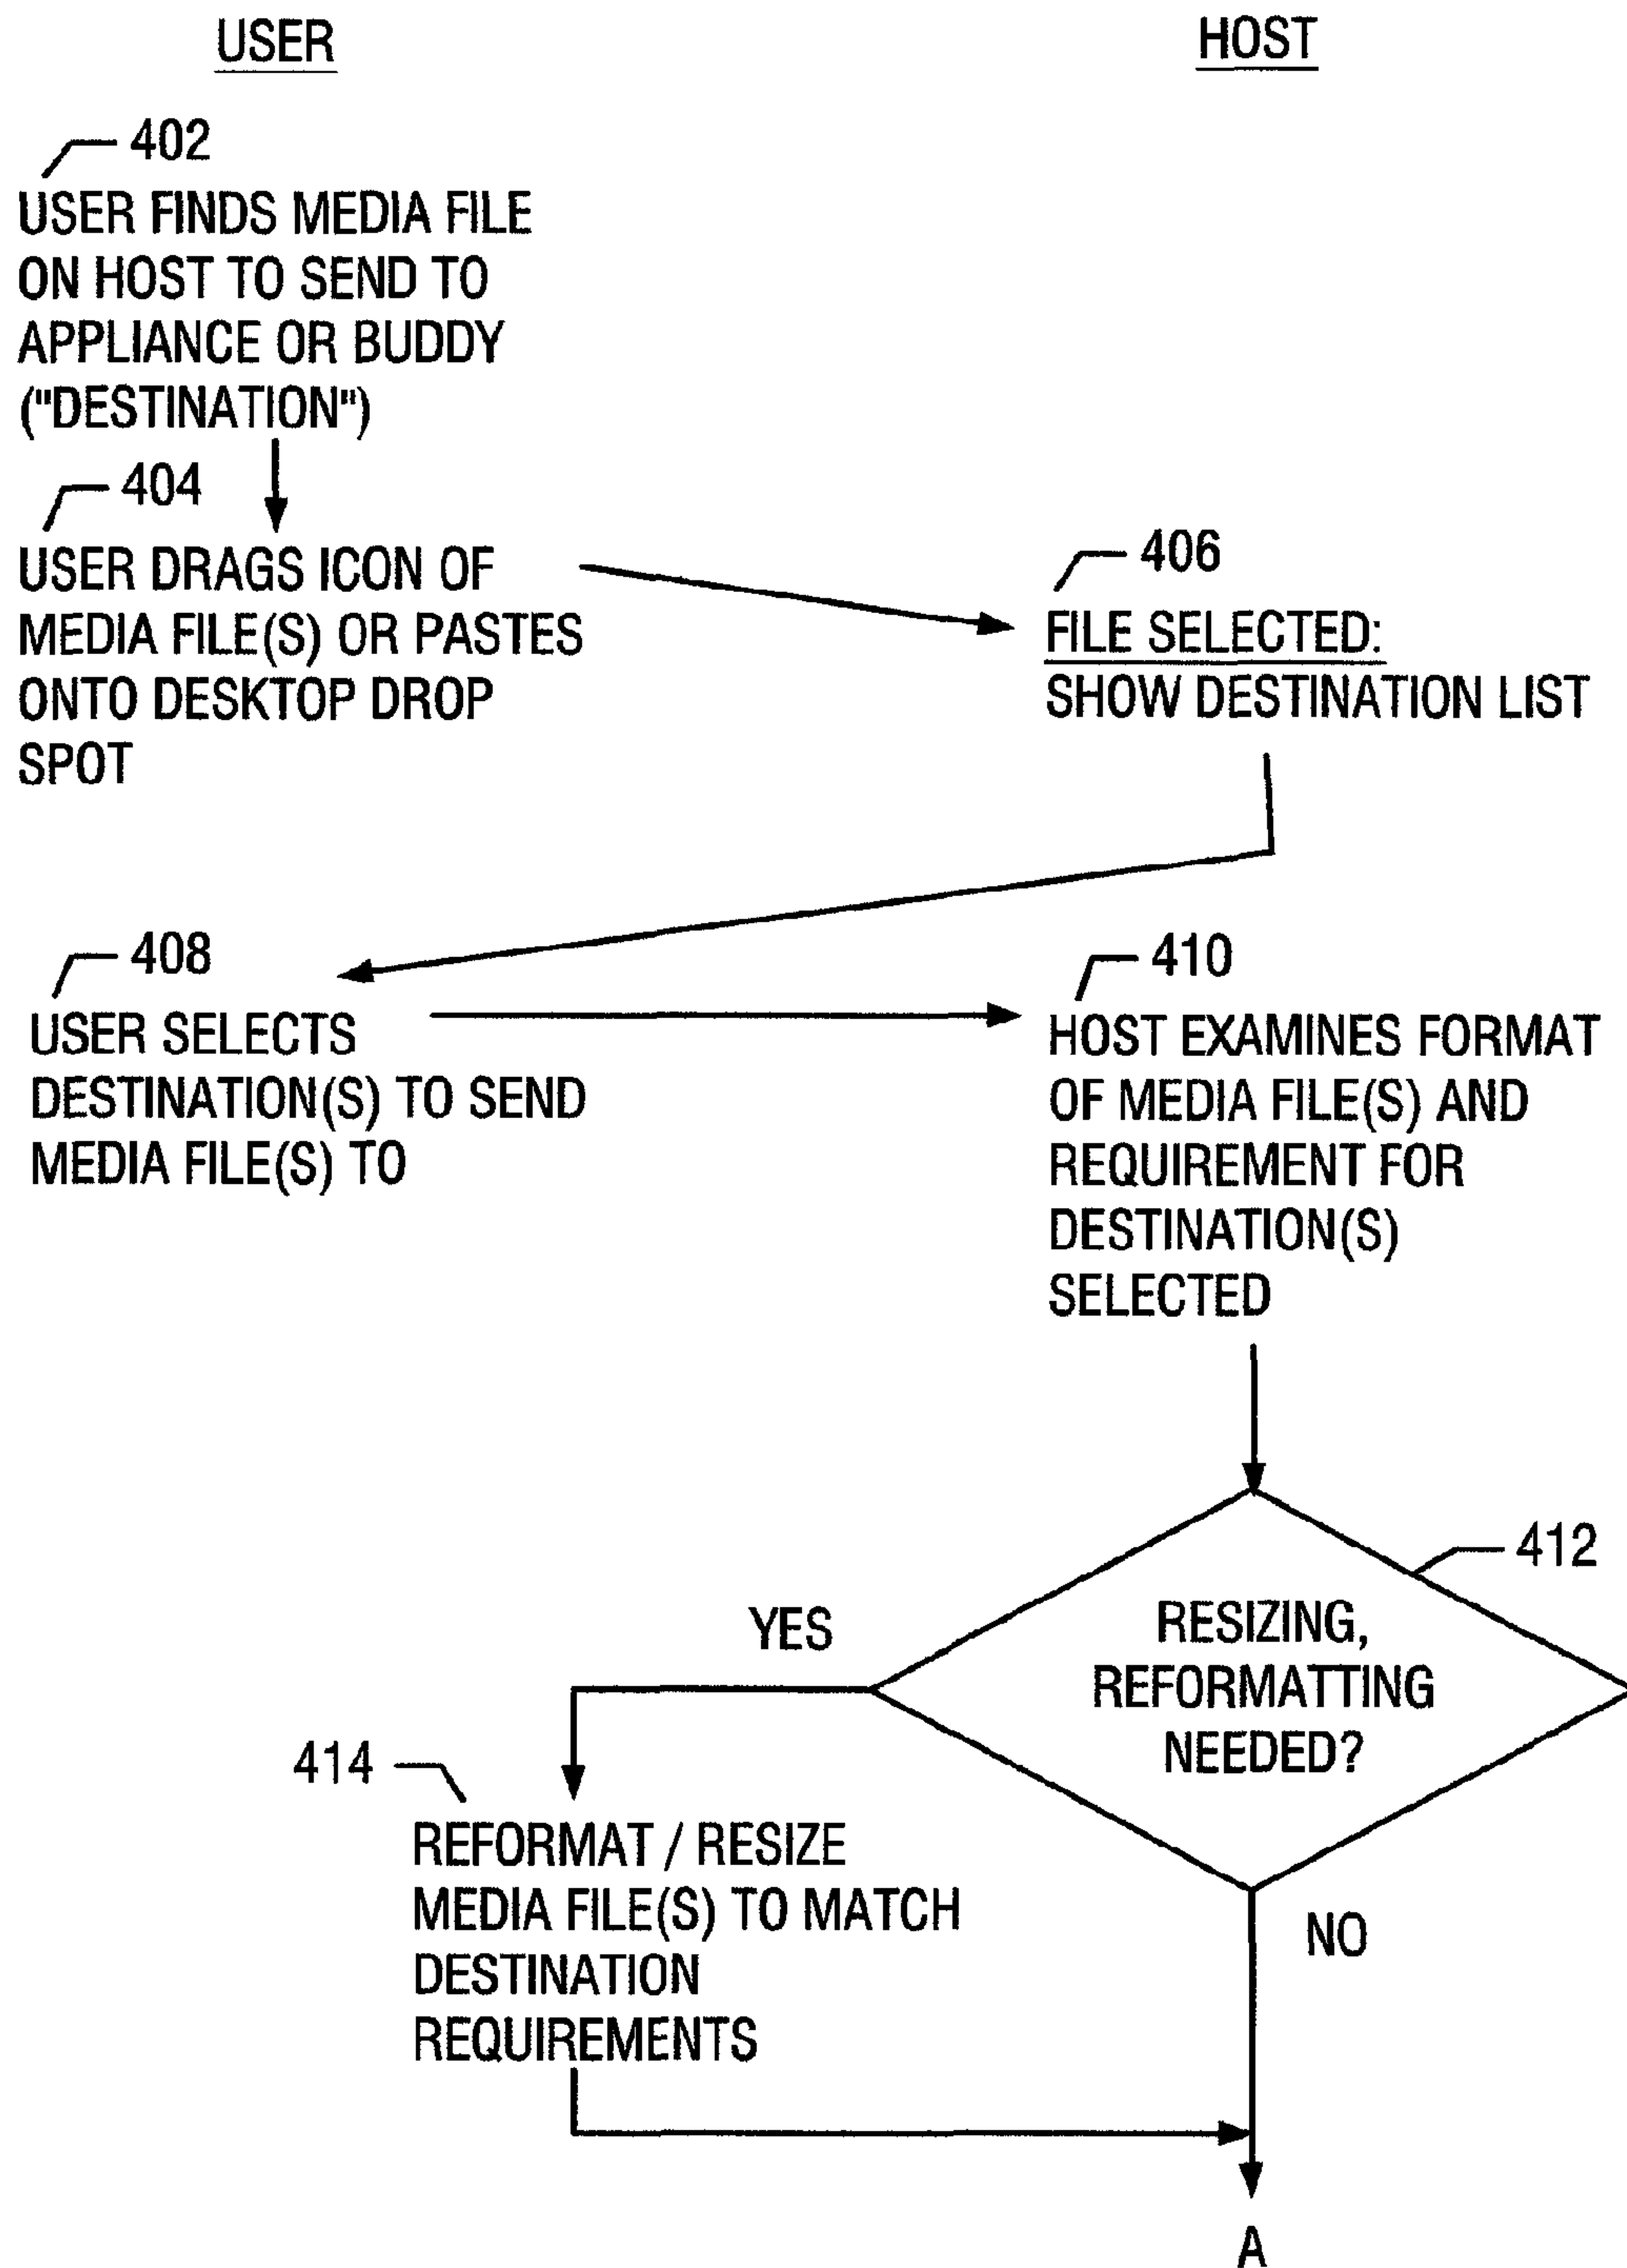 USER
HOST
402
USER FINDS MEDIA FILE
ON HOST TO SEND TO
APPLIANCE OR BUDDY
("DESTINATION")
404
USER DRAGS ICON OF
MEDIA FILE(S) OR PASTES
ONTO DESKTOP DROP
SPOT
406
FILE SELECTED:
SHOW DESTINATION LIST
408
USER SELECTS
DESTINATION(S) TO SEND
MEDIA FILE(S) TO
410
HOST EXAMINES FORMAT
OF MEDIA FILE(S) AND
REQUIREMENT FOR
DESTINATION(S)
SELECTED
412
RESIZING,
REFORMATTING
NEEDED?
YES
414
REFORMAT / RESIZE
MEDIA FILE(S) TO MATCH
DESTINATION
REQUIREMENTS
NO
A